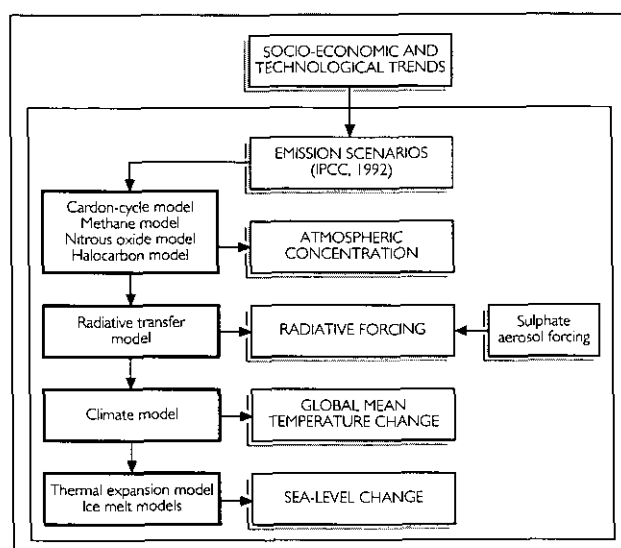 SOCIO-ECONOMIC AND
TECHNOLOGICAL TRENDS
EMISSION SCENARIOS
(IPCC, 1992)
Cardon-cycle model
Methane model
Nitrous oxide model
Halocarbon model
ATMOSPHERIC
CONCENTRATION
Radiative transfer
model
RADIATIVE FORCING
Sulphate
aerosol forcing
Climate model
GLOBAL MEAN
TEMPERATURE CHANGE
Thermal expansion model
Ice melt models
SEA-LEVEL CHANGE